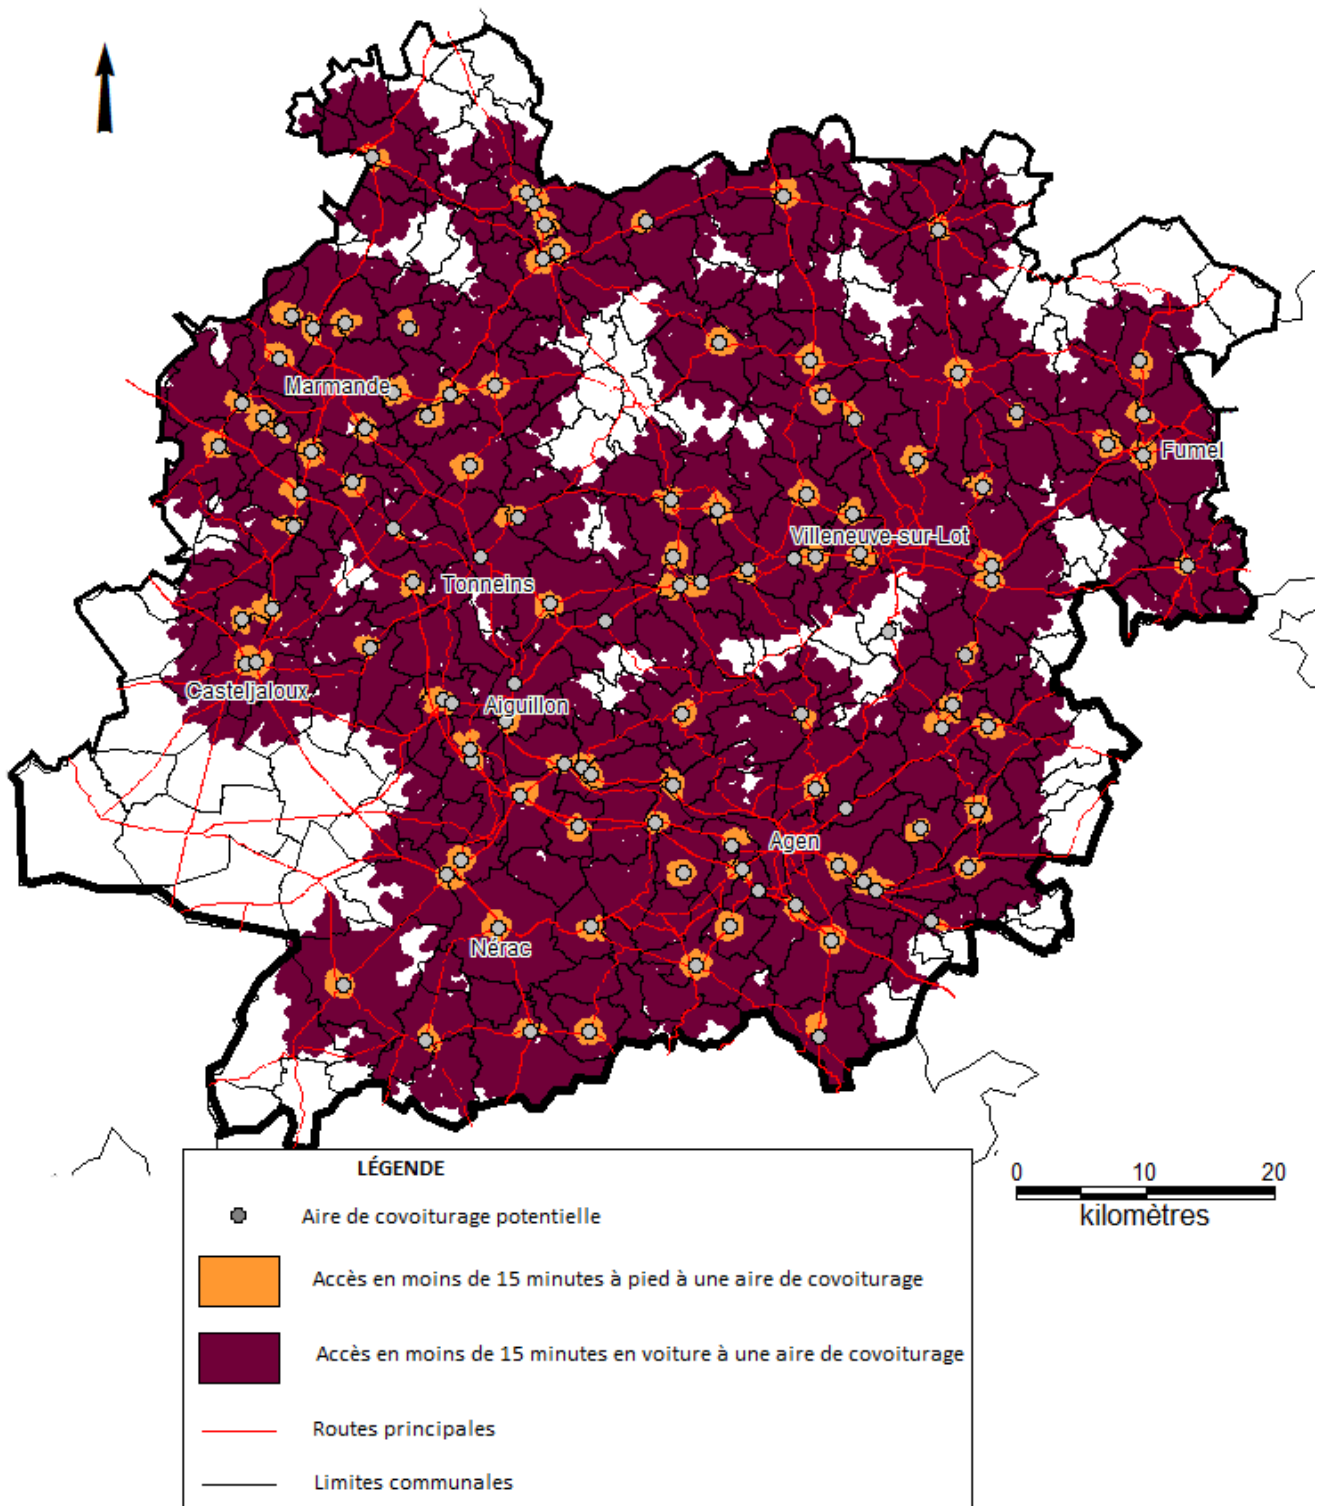 Marmande
Fumel
Villeneuve-sur-Lot
Tonneins
Casteljaloux
Aiguillon
Agen
Nérac
LÉGENDE
Aire de covoiturage potentielle
Accès en moins de 15 minutes à pied à une aire de covoiturage
Accès en moins de 15 minutes en voiture à une aire de covoiturage
Routes principales
Limites communales
0 10 20
kilomètres